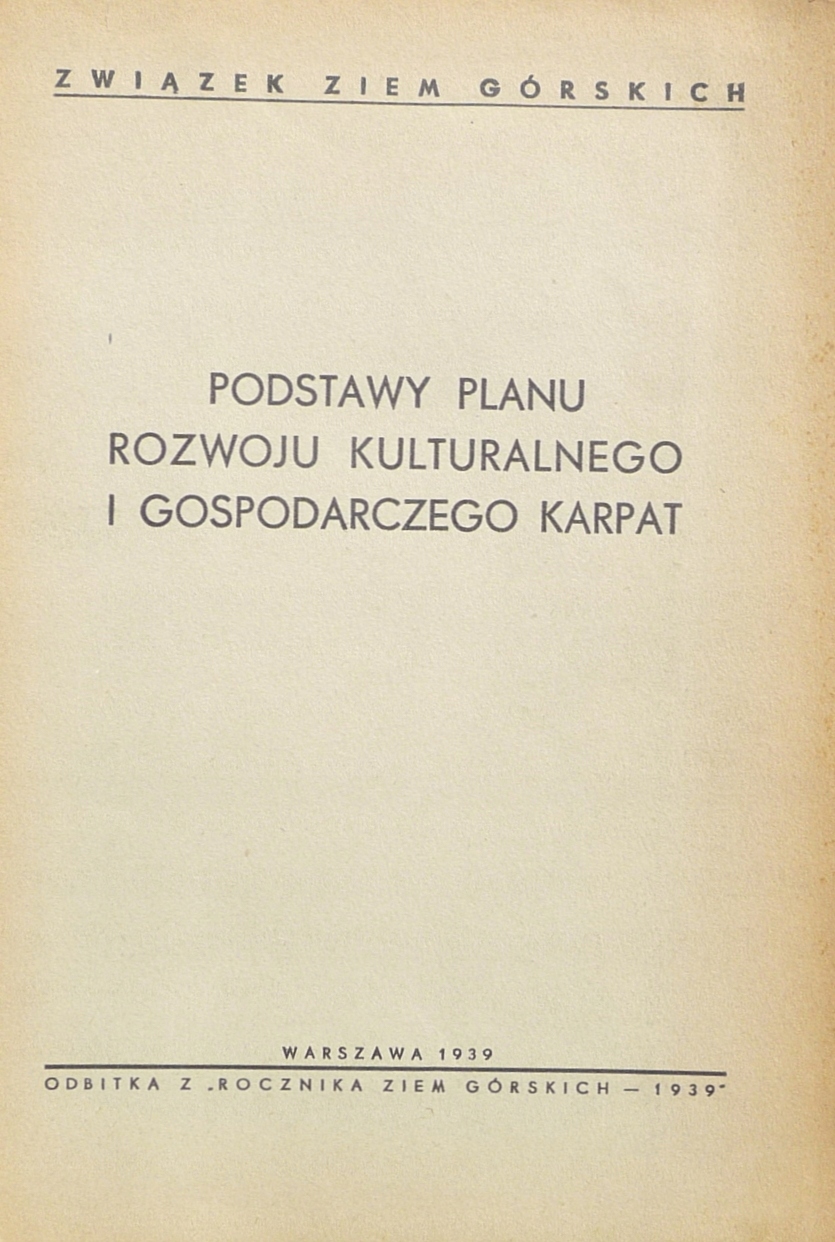 ZWIĄZEK ZIEM GÓRSKICH
PODSTAWY PLANU
ROZWOJU KULTURALNEGO
I GOSPODARCZEGO KARPAT
WARSZAWA 1939
ODBITKA Z „ROCZNIKA ZIEM GÓRSKICH — 1939"